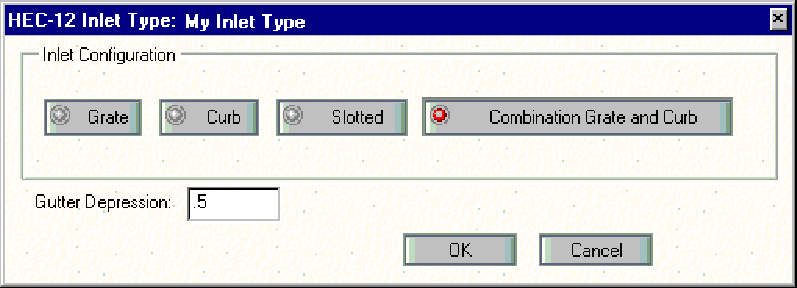 HEC-12 Inlet Type: My Inlet Type
Inlet Configuration
Grate Curb Slotted Combination Grate and Curb
Gutter Depression: .5
OK Cancel